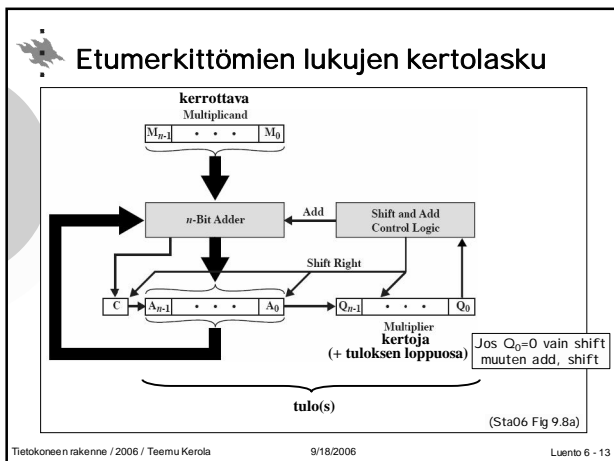 Etumerkittömien lukujen kertolasku
kerrottava
Multiplicand
Mn-1 • • • M0
n-Bit Adder
Add
Shift and Add
Control Logic
Shift Right
C
An-1 • • • A0
Qn-1 • • • Q0
Multiplier
kertoja
(+ tuloksen loppuosa)
Jos Q0=0 vain shift
muuten add, shift
tulo(s)
(Sta06 Fig 9.8a)
Tietokoneen rakenne / 2006 / Teemu Kerola
9/18/2006
Luento 6 - 13